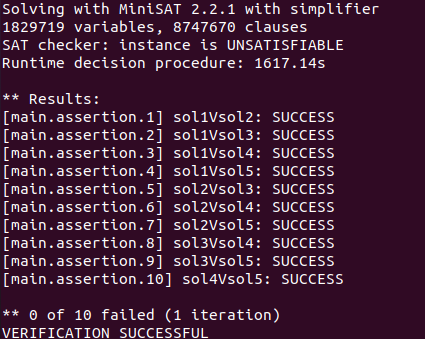 Solving with MiniSAT 2.2.1 with simplifier
1829719 variables, 8747670 clauses
SAT checker: instance is UNSATISFIABLE
Runtime decision procedure: 1617.14s

** Results:
[main.assertion.1] sol1Vsol2: SUCCESS
[main.assertion.2] sol1Vsol3: SUCCESS
[main.assertion.3] sol1Vsol4: SUCCESS
[main.assertion.4] sol1Vsol5: SUCCESS
[main.assertion.5] sol2Vsol3: SUCCESS
[main.assertion.6] sol2Vsol4: SUCCESS
[main.assertion.7] sol2Vsol5: SUCCESS
[main.assertion.8] sol3Vsol4: SUCCESS
[main.assertion.9] sol3Vsol5: SUCCESS
[main.assertion.10] sol4Vsol5: SUCCESS

** 0 of 10 failed (1 iteration)
VERIFICATION SUCCESSFUL